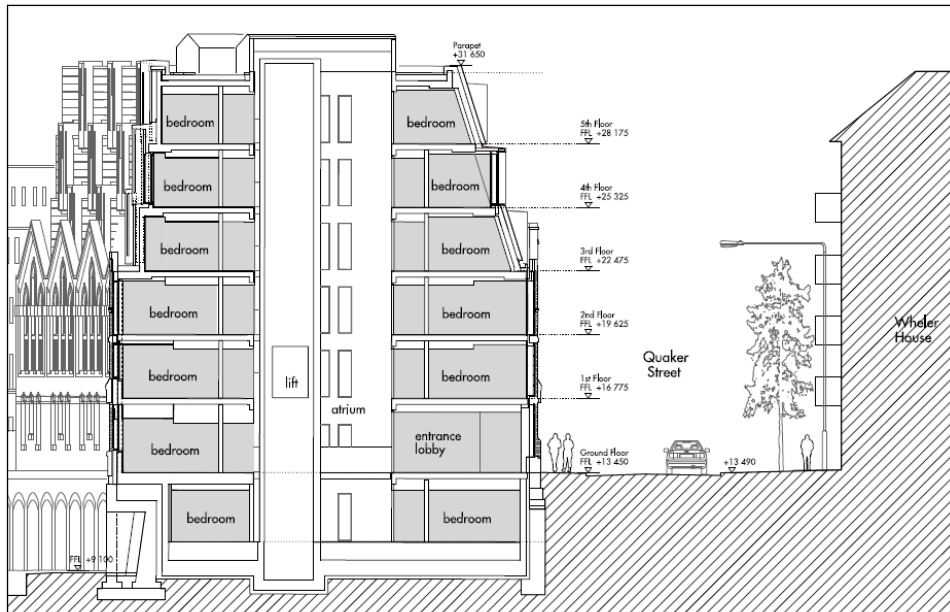 Parapet
+31 650
bedroom
bedroom
5th Floor
FFL +28 175
bedroom
bedroom
4th Floor
FFL +25 325
bedroom
bedroom
3rd Floor
FFL +22 475
bedroom
bedroom
2nd Floor
FFL +19 625
Wheler
House
Quaker
Street
bedroom
lift
bedroom
1st Floor
FFL +16 775
atrium
bedroom
entrance
lobby
Ground Floor
FFL +13 450
+13 490
bedroom
bedroom
FFL +9 100